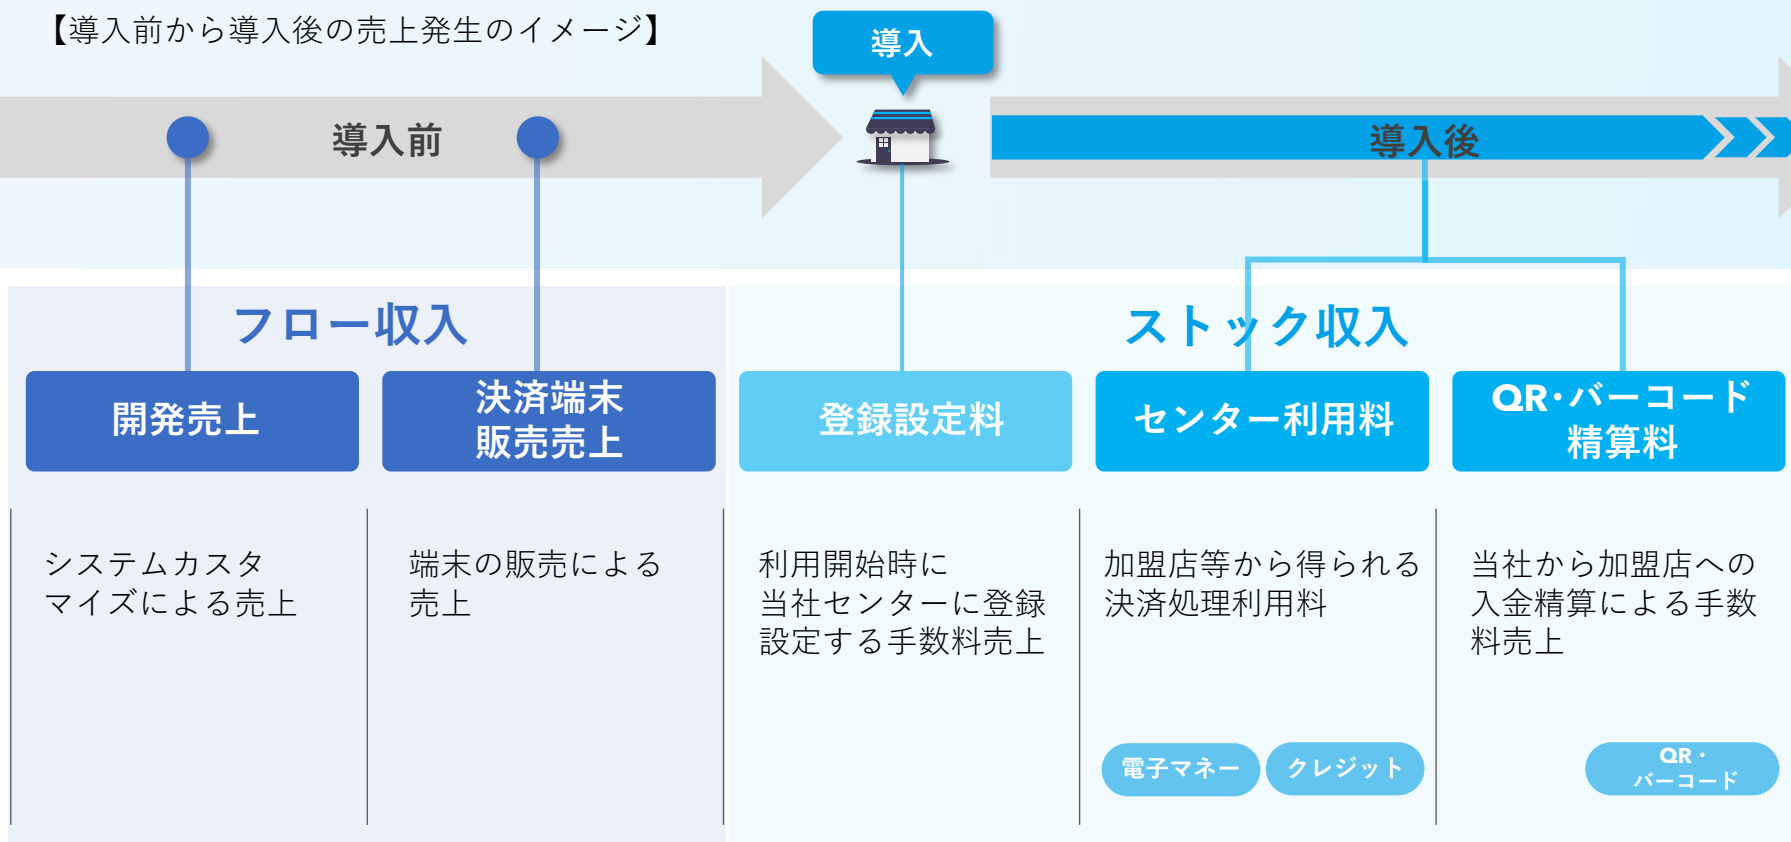 【導入前から導入後の売上発生のイメージ】
導入
導入前
導入後
フロー収入
ストック収入
開発売上
決済端末
販売売上
登録設定料
センター利用料
QR・バーコード
精算料
システムカスタ
マイズによる売上
端末の販売による
売上
利用開始時に
当社センターに登録
設定する手数料売上
加盟店等から得られる
決済処理利用料
当社から加盟店への
入金精算による手数
料売上
電子マネー
クレジット
QR・
バーコード